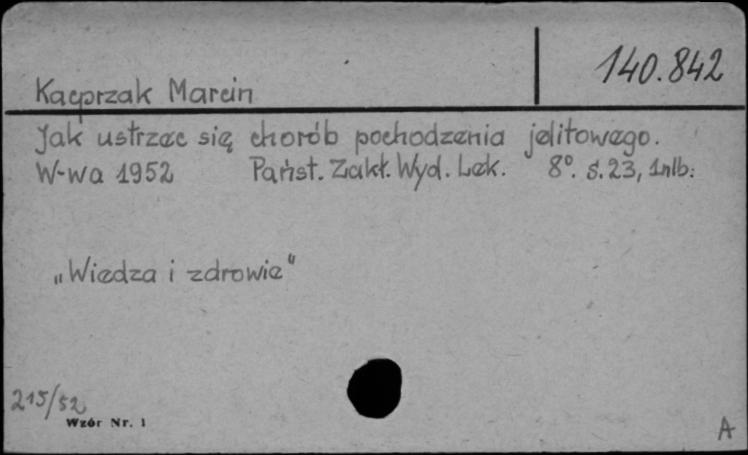 140.842
Kacprzak Marcin
Jak ustrzec się chorób pochodzenia jelitowego.
W-wa 1952 Państ. Zakł. Wyd. Lek. 8°. s. 23, 1nlb.
„Wiedza i zdrowie"
215/52
Wzór Nr. 1
A